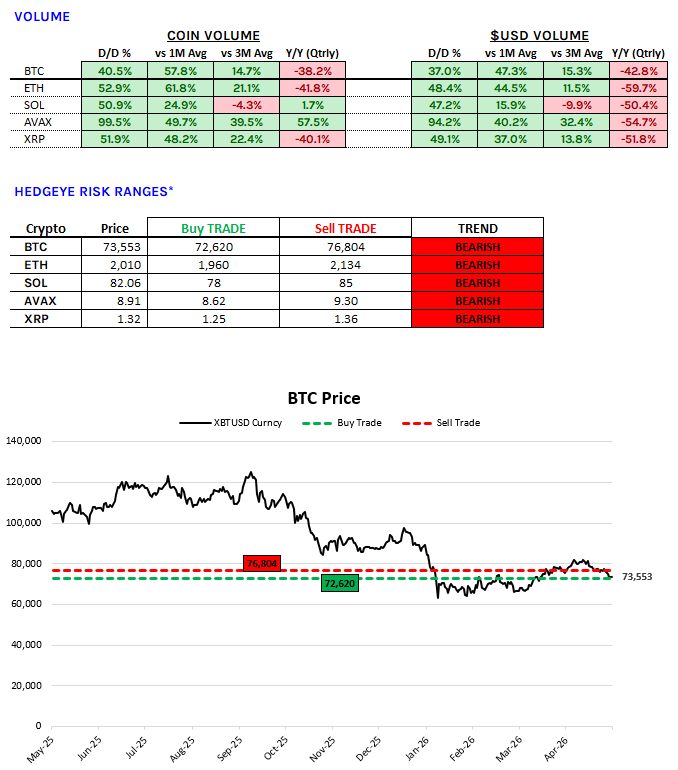 VOLUME
COIN VOLUME $USD VOLUME
D/D % vs 1M Avg vs 3M Avg Y/Y (Qtrly) D/D % vs 1M Avg vs 3M Avg Y/Y (Qtrly)
BTC 40.5% 57.8% 14.7% -38.2% 37.0% 47.3% 15.3% -42.8%
ETH 52.9% 61.8% 21.1% -41.8% 48.4% 44.5% 11.5% -59.7%
SOL 50.9% 24.9% -4.3% 1.7% 47.2% 15.9% -9.9% -50.4%
AVAX 99.5% 49.7% 39.5% 57.5% 94.2% 40.2% 32.4% -54.7%
XRP 51.9% 48.2% 22.4% -40.1% 49.1% 37.0% 13.8% -51.8%
HEDGEYE RISK RANGES*
Crypto Price Buy TRADE Sell TRADE TREND
BTC 73,553 72,620 76,804 BEARISH
ETH 2,010 1,960 2,134 BEARISH
SOL 82.06 78 85 BEARISH
AVAX 8.91 8.62 9.30 BEARISH
XRP 1.32 1.25 1.36 BEARISH
BTC Price
XBTUSD Curncy Buy Trade Sell Trade
140,000
120,000
100,000
80,000
76,804
72,620
73,553
60,000
40,000
20,000
0
May-25 Jun-25 Jul-25 Aug-25 Sep-25 Oct-25 Nov-25 Dec-25 Jan-26 Feb-26 Mar-26 Apr-26